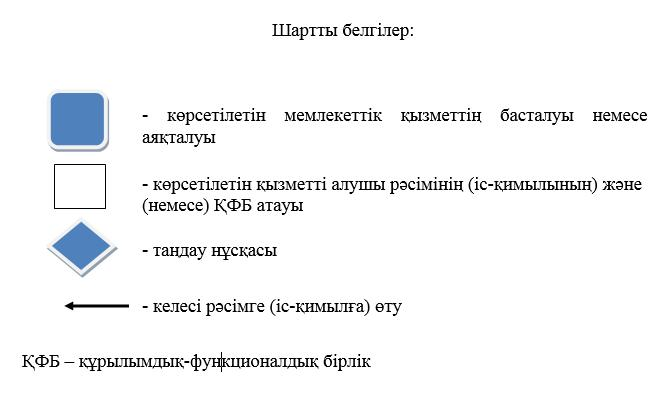 Шартты белгілер:
- көрсетілетін мемлекеттік қызметтің басталуы немесе
аяқталуы
- көрсетілетін қызметті алушы рәсімінің (іс-қимылының) және
(немесе) ҚФБ атауы
- таңдау нұсқасы
- келесі рәсімге (іс-қимылға) өту
ҚФБ – құрылымдық-функционалдық бірлік